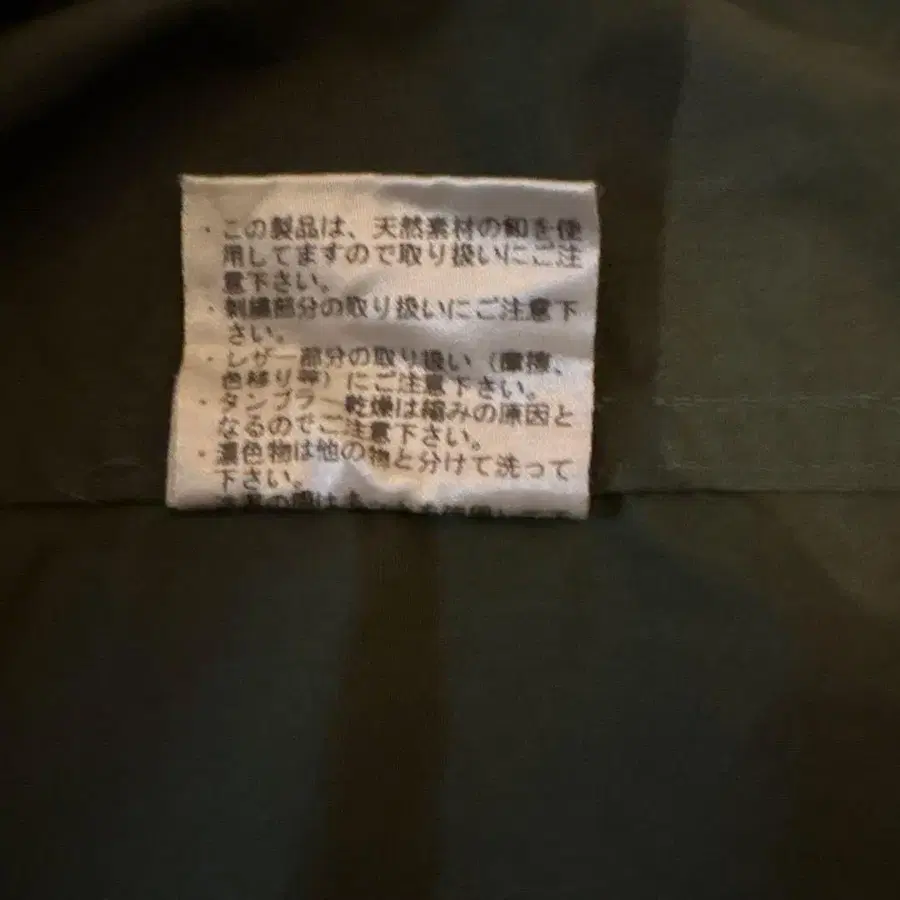 ・この製品は、天然素材の釦を使
用してますので取り扱いにご注
意下さい。
・刺繍部分の取り扱いにご注意下
さい。
・レザー部分の取り扱い（摩擦、
色移り等）にご注意下さい。
・タンブラー乾燥は縮みの原因と
なるのでご注意下さい。
・濃色物は他の物と分けて洗って
下さい。